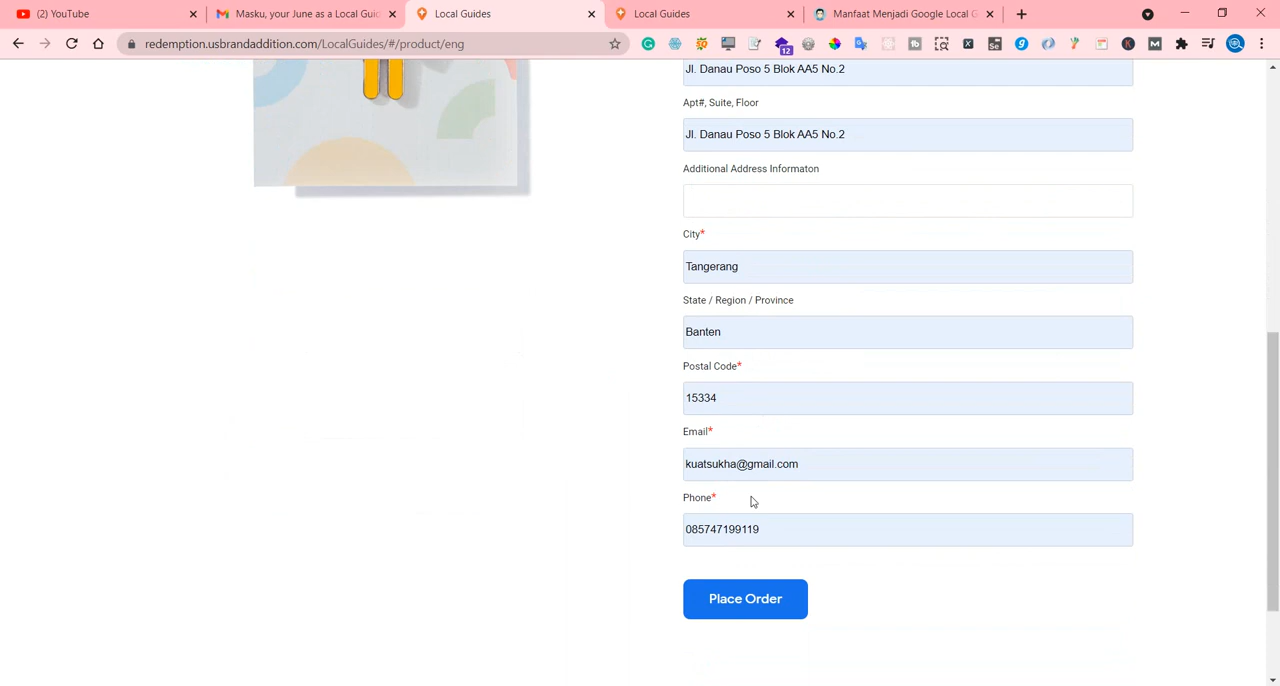 (2) YouTube
Masku, your June as a Local Guid
Local Guides
Local Guides
Manfaat Menjadi Google Local G
redemption.usbrandaddition.com/LocalGuides/#/product/eng
12
Jl. Danau Poso 5 Blok AA5 No.2
Apt#, Suite, Floor
Jl. Danau Poso 5 Blok AA5 No.2
Additional Address Informaton
City*
Tangerang
State / Region / Province
Banten
Postal Code*
15334
Email*
kuatsukha@gmail.com
Phone*
085747199119
Place Order